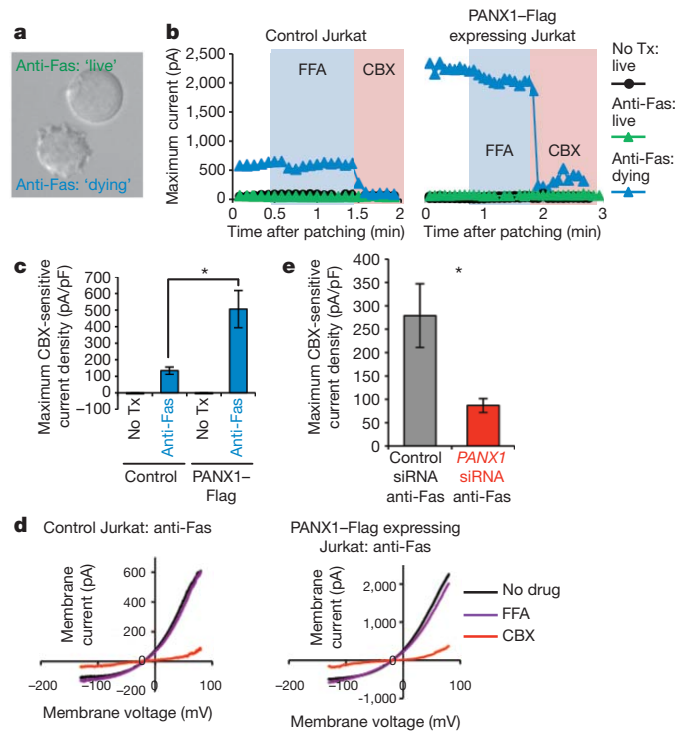 a
Anti-Fas: 'live'
Anti-Fas: 'dying'
b
Control Jurkat
PANX1–Flag
expressing Jurkat
Maximum current (pA)
2,500
2,000
1,500
1,000
500
0
FFA
CBX
0
0.5
1
1.5
2
Time after patching (min)
FFA
CBX
0
1
2
3
Time after patching (min)
No Tx:
live
Anti-Fas:
live
Anti-Fas:
dying
c
Maximum CBX-sensitive
current density (pA/pF)
700
600
500
400
300
200
100
0
−100
*
No Tx
Anti-Fas
No Tx
Anti-Fas
Control
PANX1–
Flag
e
Maximum CBX-sensitive
current density (pA/pF)
400
350
300
250
200
150
100
50
0
*
Control
siRNA
anti-Fas
PANX1
siRNA
anti-Fas
d
Control Jurkat: anti-Fas
Membrane
current (pA)
600
400
200
0
−200
−200
−100
0
100
Membrane voltage (mV)
PANX1–Flag expressing
Jurkat: anti-Fas
Membrane
current (pA)
2,000
1,000
0
−1,000
−200
−100
0
100
Membrane voltage (mV)
No drug
FFA
CBX